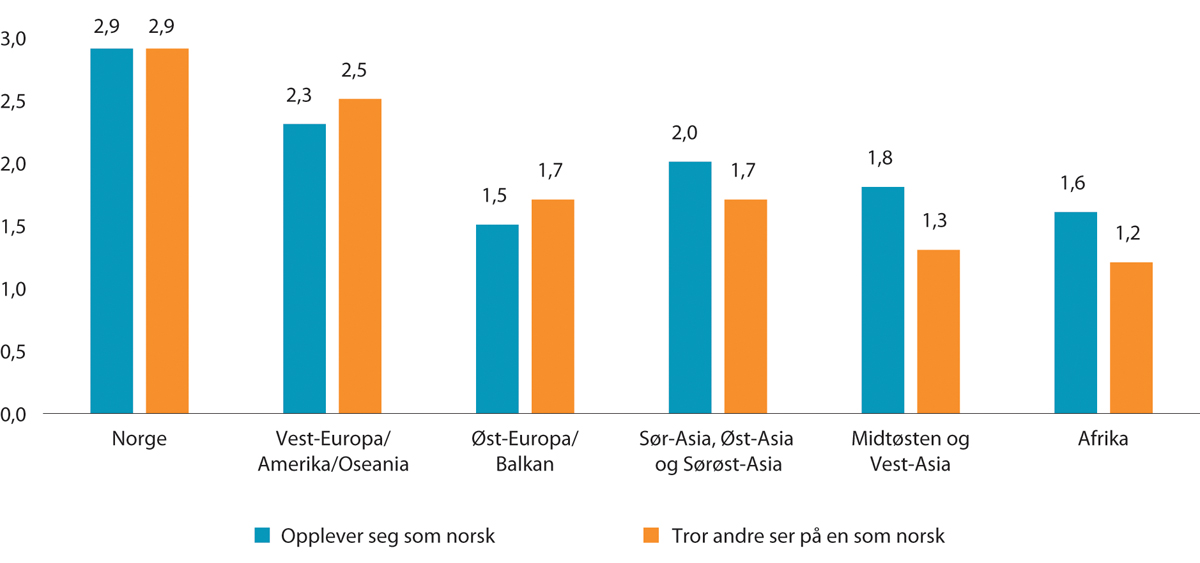 3,0
2,5
2,0
1,5
1,0
0,5
0,0
2,9 2,9
2,3 2,5
1,5 1,7
2,0 1,7
1,8 1,3
1,6 1,2
Norge
Vest-Europa/
Amerika/Oseania
Øst-Europa/
Balkan
Sør-Asia, Øst-Asia
og Sørøst-Asia
Midtøsten og
Vest-Asia
Afrika
Opplever seg som norsk
Tror andre ser på en som norsk